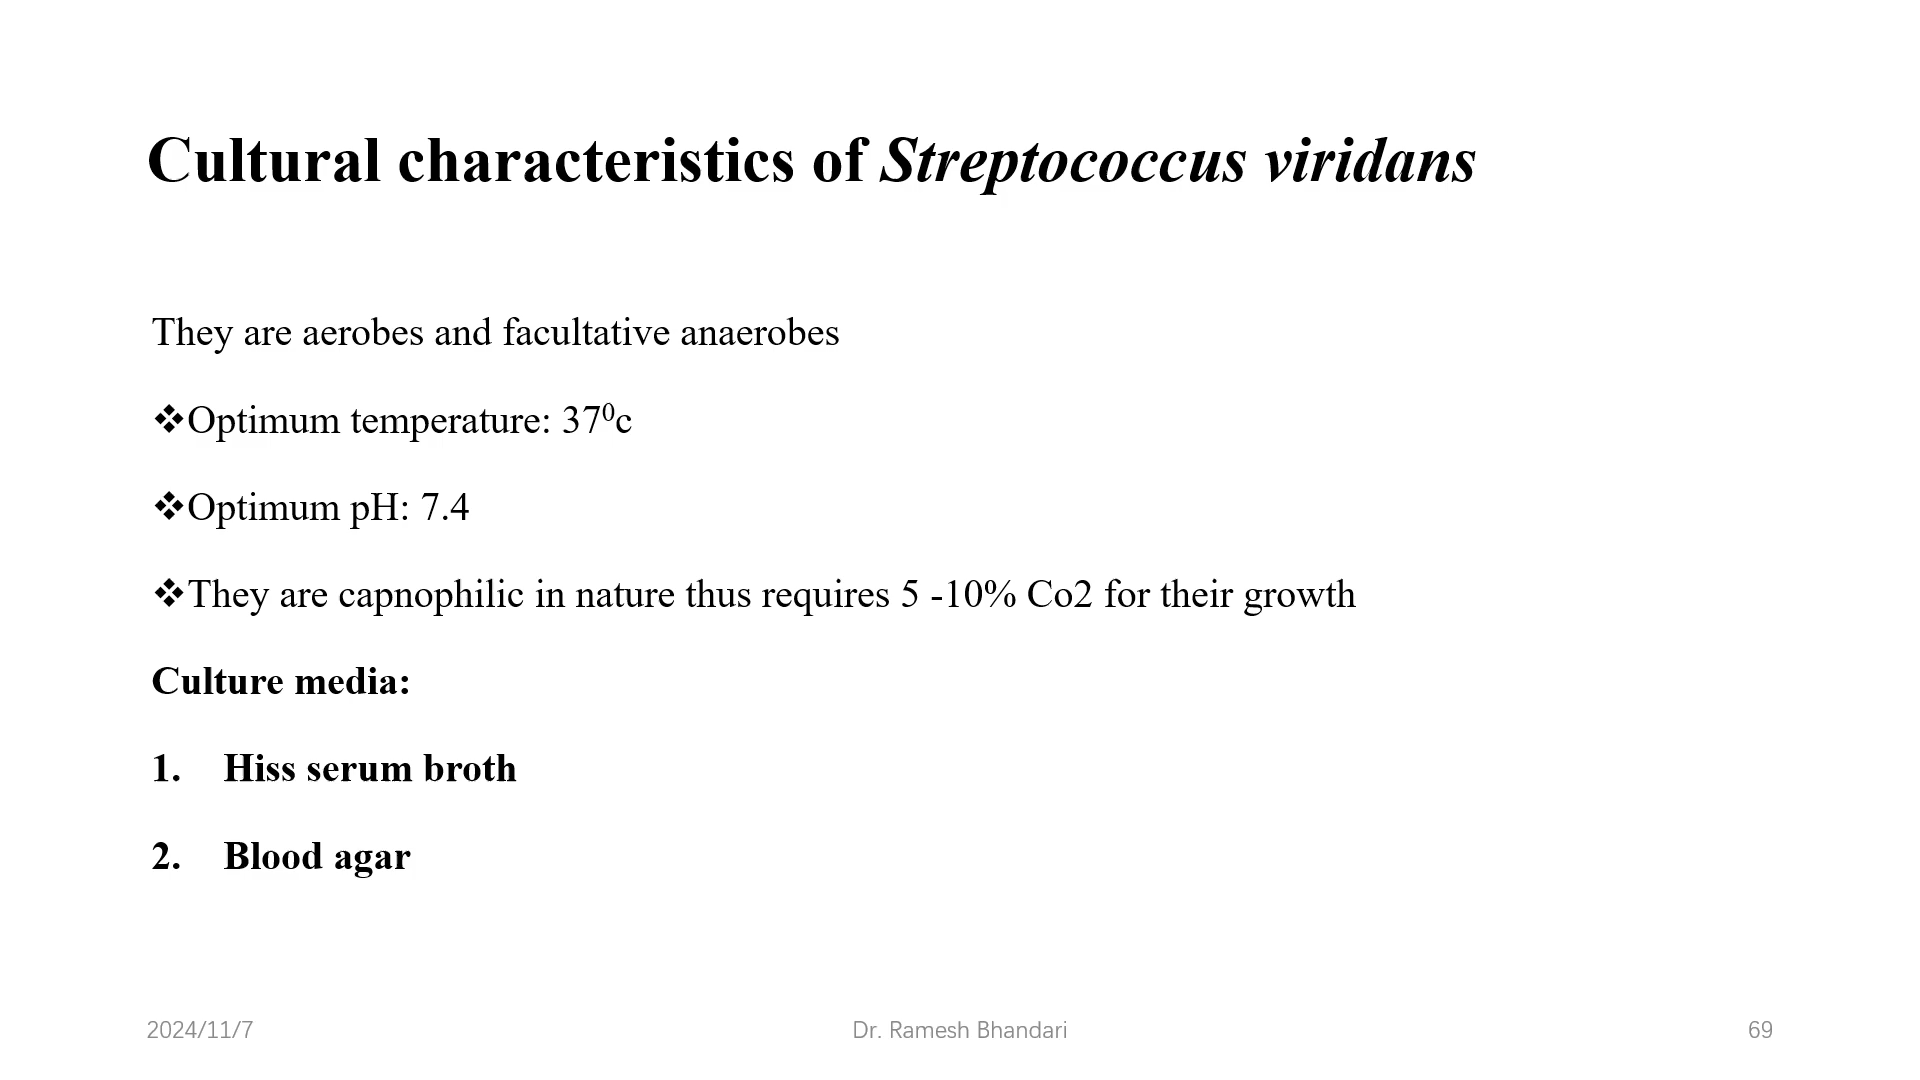 Cultural characteristics of Streptococcus viridans
They are aerobes and facultative anaerobes
❖Optimum temperature: 37⁰c
❖Optimum pH: 7.4
❖They are capnophilic in nature thus requires 5 -10% Co2 for their growth
Culture media:
1. Hiss serum broth
2. Blood agar
2024/11/7 Dr. Ramesh Bhandari 69